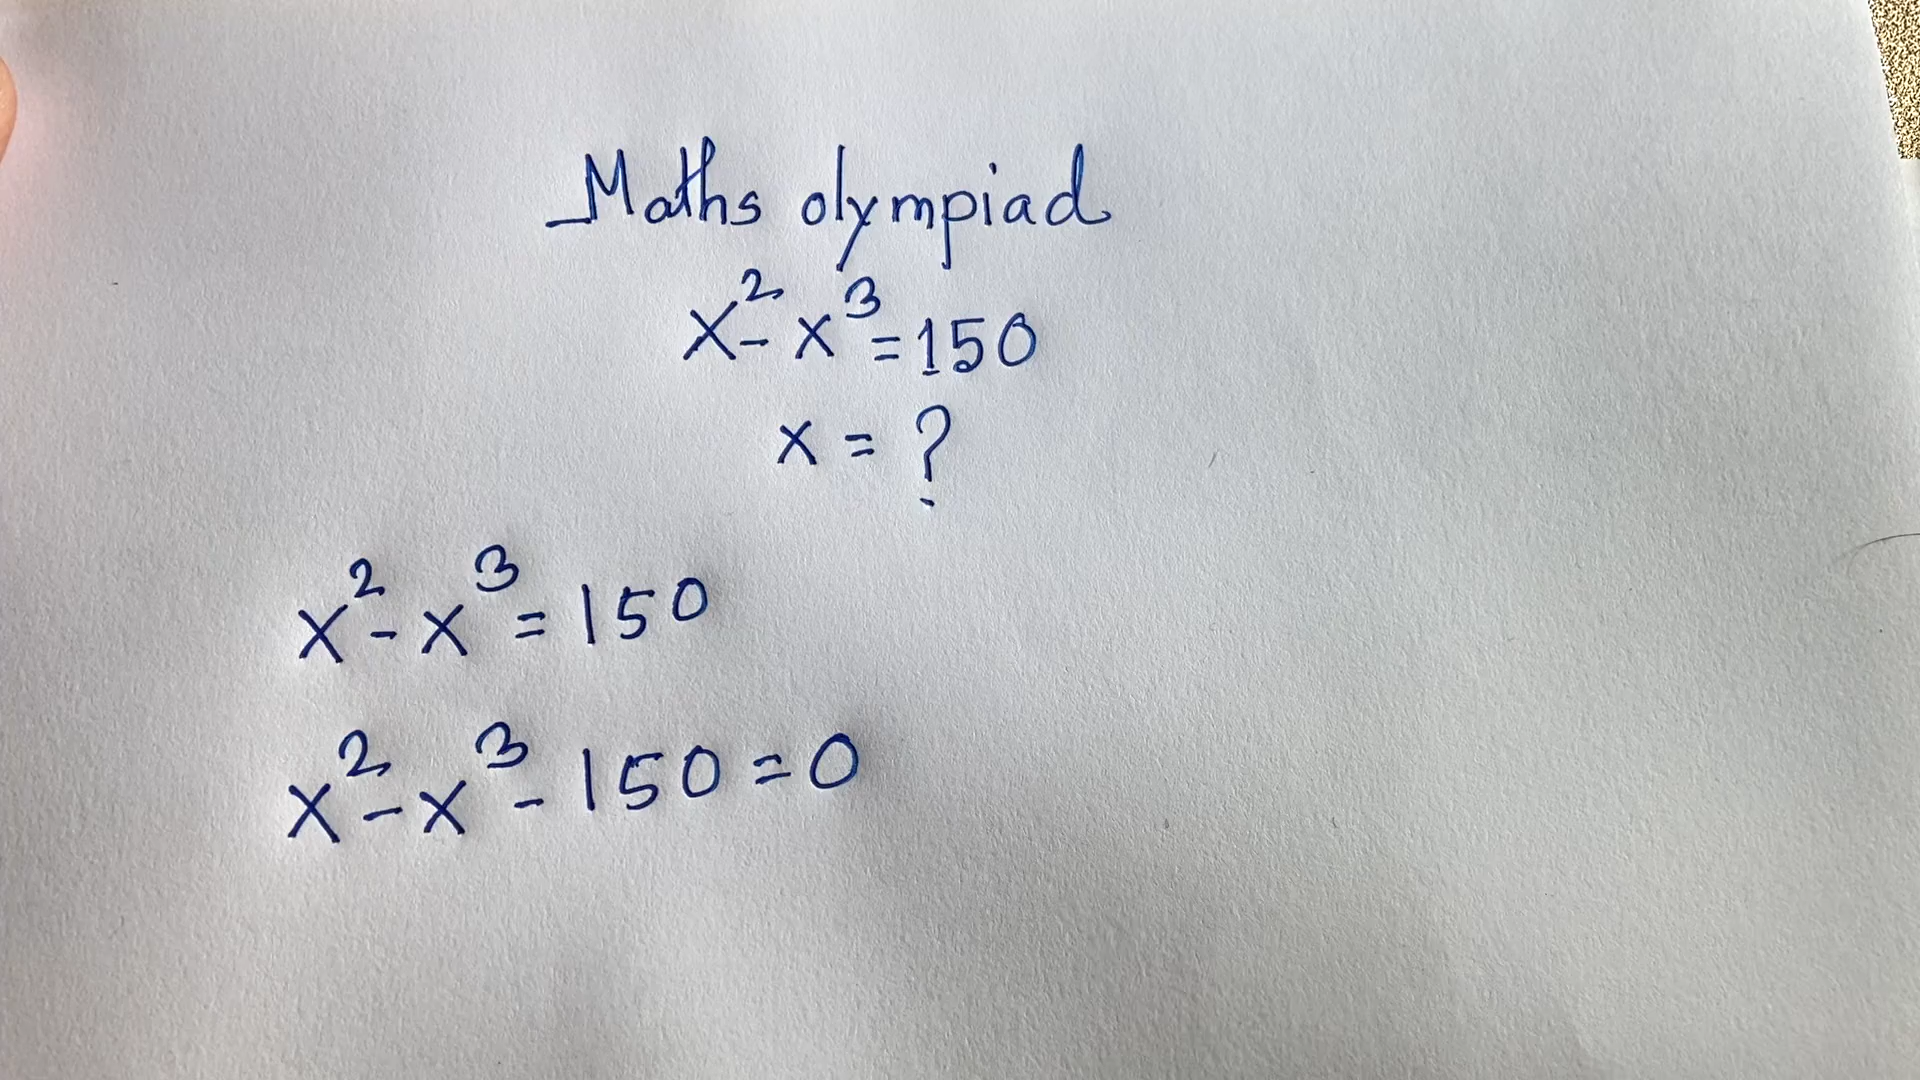 Maths olympiad
x² - x³ = 150
x = ?
x² - x³ = 150
x² - x³ - 150 = 0